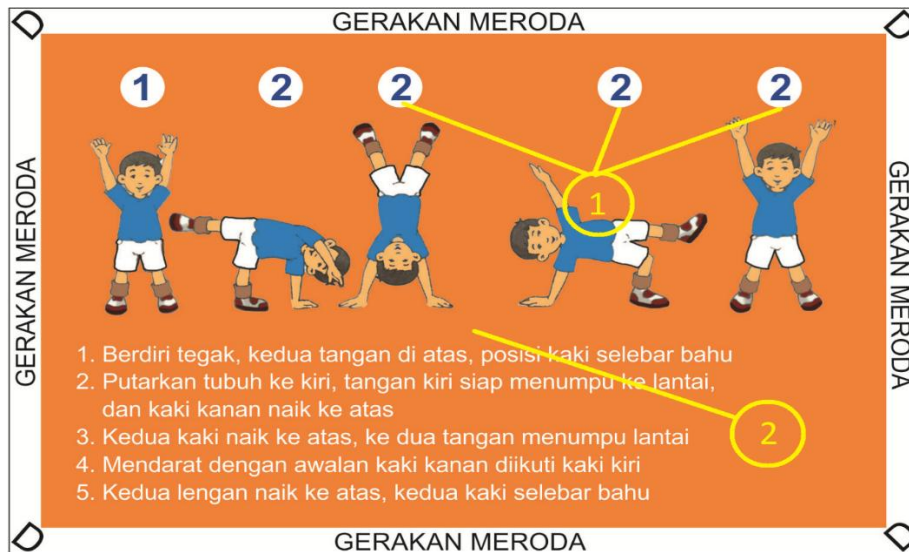 D GERAKAN MERODA D
1 2 2 2 2
1
GERAKAN MERODA
GERAKAN MERODA
1. Berdiri tegak, kedua tangan di atas, posisi kaki selebar bahu
2. Putarkan tubuh ke kiri, tangan kiri siap menumpu ke lantai,
dan kaki kanan naik ke atas
2
3. Kedua kaki naik ke atas, ke dua tangan menumpu lantai
4. Mendarat dengan awalan kaki kanan diikuti kaki kiri
5. Kedua lengan naik ke atas, kedua kaki selebar bahu
D GERAKAN MERODA D